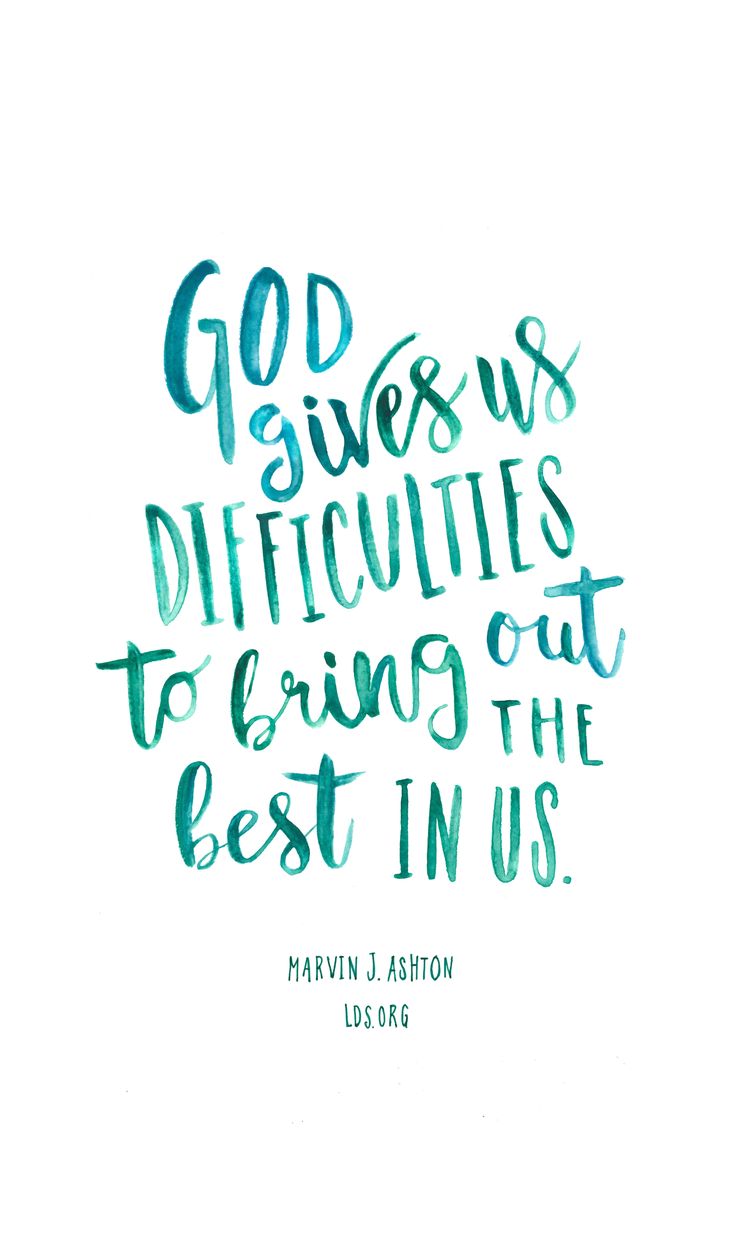 GOD
gives us
DIFFICULTIES
to bring out
THE
best IN US.
MARVIN J. ASHTON
LDS.ORG